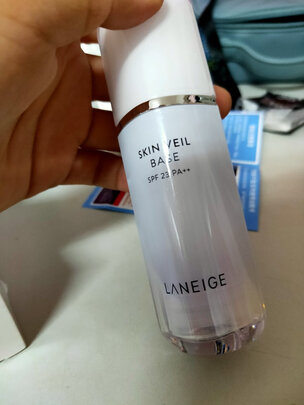 SKIN VEIL
BASE
SPF 23 PA++
LANEIGE